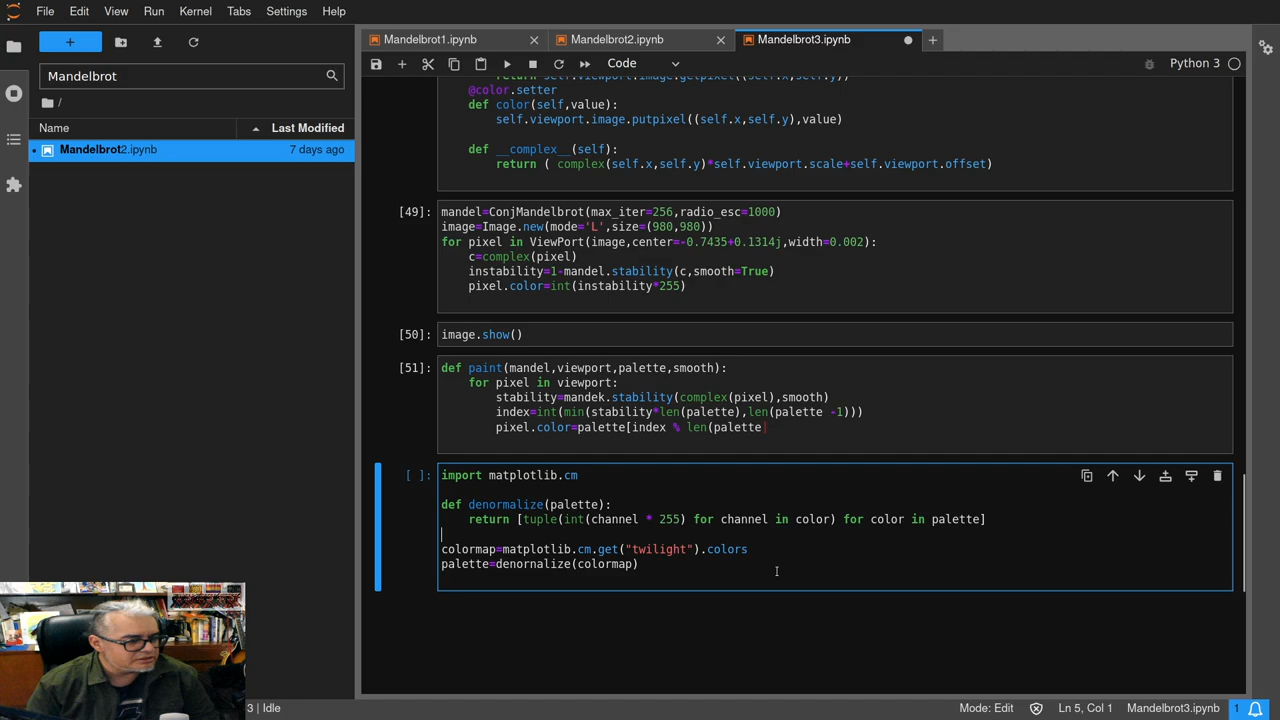 File Edit View Run Kernel Tabs Settings Help
Mandelbrot1.ipynb Mandelbrot2.ipynb Mandelbrot3.ipynb
Code Python 3
Mandelbrot
/
Name Last Modified
Mandelbrot2.ipynb 7 days ago
return self.viewport.image.getpixel((self.x,self.y))
@color.setter
def color(self,value):
self.viewport.image.putpixel((self.x,self.y),value)
def __complex__(self):
return ( complex(self.x,self.y)*self.viewport.scale+self.viewport.offset)
[49]: mandel=ConjMandelbrot(max_iter=256,radio_esc=1000)
image=Image.new(mode='L',size=(980,980))
for pixel in ViewPort(image,center=-0.7435+0.1314j,width=0.002):
c=complex(pixel)
instability=1-mandel.stability(c,smooth=True)
pixel.color=int(instability*255)
[50]: image.show()
[51]: def paint(mandel,viewport,palette,smooth):
for pixel in viewport:
stability=mandek.stability(complex(pixel),smooth)
index=int(min(stability*len(palette),len(palette -1)))
pixel.color=palette[index % len(palette]
[ ]: import matplotlib.cm
def denormalize(palette):
return [tuple(int(channel * 255) for channel in color) for color in palette]
colormap=matplotlib.cm.get("twilight").colors
palette=denornalize(colormap)
3 | Idle Mode: Edit Ln 5, Col 1 Mandelbrot3.ipynb 1